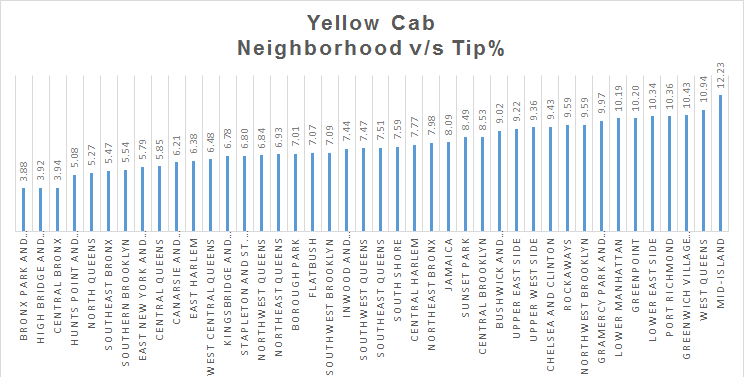 Yellow Cab
Neighborhood v/s Tip%
3.88
3.92
3.94
5.08
5.27
5.47
5.54
5.79
5.85
6.21
6.38
6.48
6.78
6.80
6.84
6.93
7.01
7.07
7.09
7.44
7.47
7.51
7.59
7.77
7.98
8.09
8.49
8.53
9.02
9.22
9.36
9.43
9.59
9.59
9.97
10.19
10.20
10.34
10.36
10.43
10.94
12.23
BRONX PARK AND...
HIGH BRIDGE AND...
CENTRAL BRONX
HUNTS POINT AND...
NORTH QUEENS
SOUTHEAST BRONX
SOUTHERN BROOKLYN
EAST NEW YORK AND...
CENTRAL QUEENS
CANARSIE AND...
EAST HARLEM
WEST CENTRAL QUEENS
KINGSBRIDGE AND...
STAPLETON AND ST...
NORTHWEST QUEENS
NORTHEAST QUEENS
BOROUGH PARK
FLATBUSH
SOUTHWEST BROOKLYN
INWOOD AND...
SOUTHWEST QUEENS
SOUTHEAST QUEENS
SOUTH SHORE
CENTRAL HARLEM
NORTHEAST BRONX
JAMAICA
SUNSET PARK
CENTRAL BROOKLYN
BUSHWICK AND...
UPPER EAST SIDE
UPPER WEST SIDE
CHELSEA AND CLINTON
ROCKAWAYS
NORTHWEST BROOKLYN
GRAMERCY PARK AND...
LOWER MANHATTAN
GREENPOINT
LOWER EAST SIDE
PORT RICHMOND
GREENWICH VILLAGE...
WEST QUEENS
MID-ISLAND